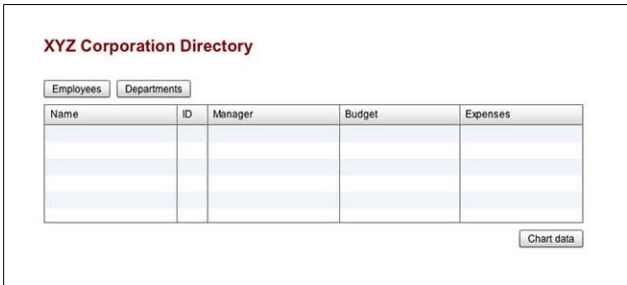 XYZ Corporation Directory
Employees Departments
Name ID Manager Budget Expenses
Chart data